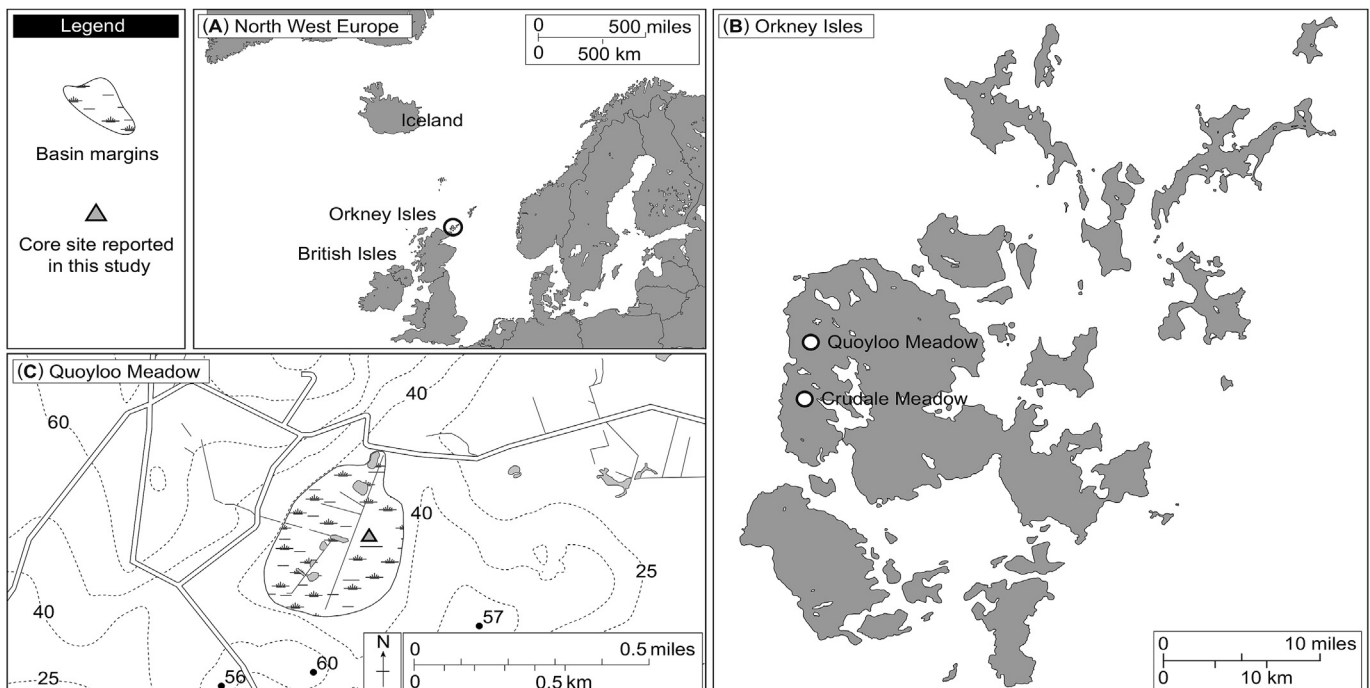 Legend
Basin margins
Core site reported
in this study
(A) North West Europe
0 500 miles
0 500 km
Iceland
Orkney Isles
British Isles
(B) Orkney Isles
Quoyloo Meadow
Crudale Meadow
0 10 miles
0 10 km
(C) Quoyloo Meadow
60
40
40
25
40
25
57
60
56
N
0 0.5 miles
0 0.5 km